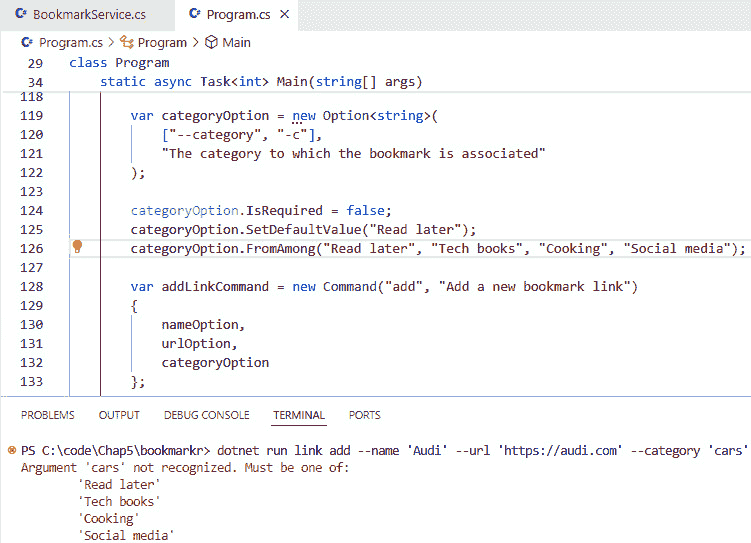 BookmarkService.cs Program.cs
Program.cs > Program > Main
29 class Program
34 static async Task<int> Main(string[] args)
118
119 var categoryOption = new Option<string>(
120 ["--category", "-c"],
121 "The category to which the bookmark is associated"
122 );
123
124 categoryOption.IsRequired = false;
125 categoryOption.SetDefaultValue("Read later");
126 categoryOption.FromAmong("Read later", "Tech books", "Cooking", "Social media");
127
128 var addLinkCommand = new Command("add", "Add a new bookmark link")
129 {
130 nameOption,
131 urlOption,
132 categoryOption
133 };
PROBLEMS OUTPUT DEBUG CONSOLE TERMINAL PORTS
PS C:\code\Chap5\bookmarkr> dotnet run link add --name 'Audi' --url 'https://audi.com' --category 'cars'
Argument 'cars' not recognized. Must be one of:
'Read later'
'Tech books'
'Cooking'
'Social media'